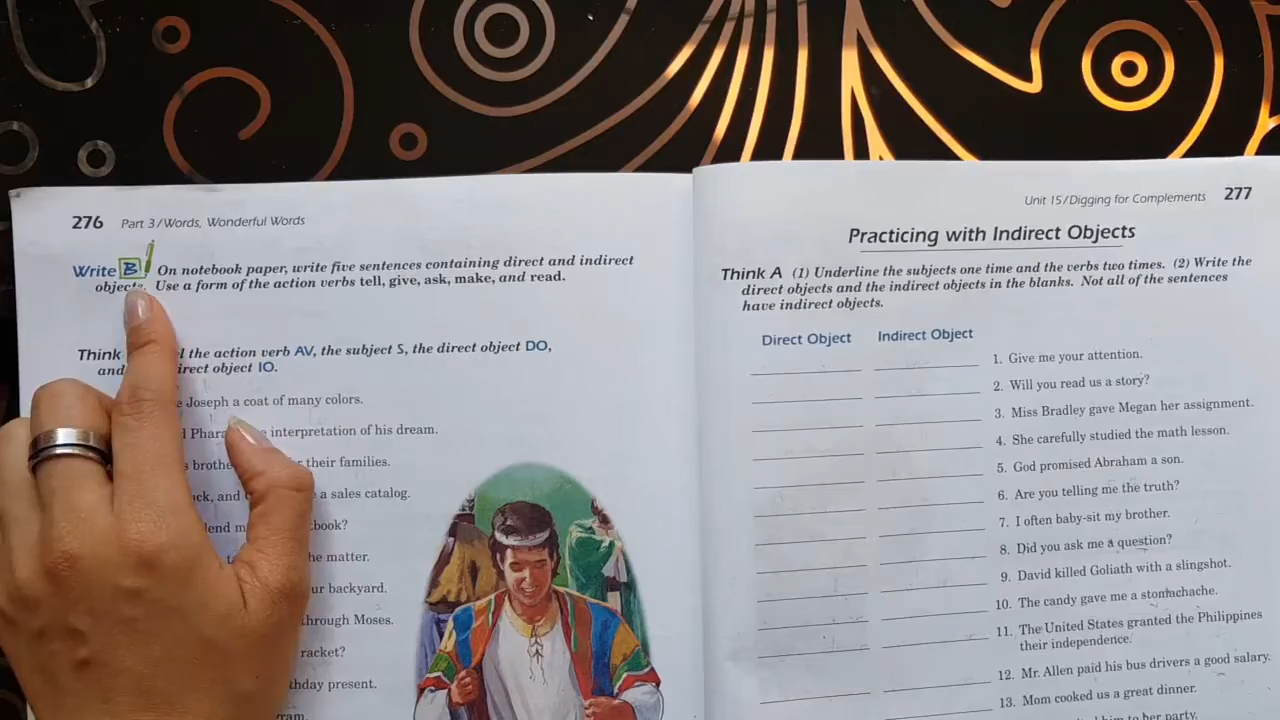 276 Part 3/Words, Wonderful Words
Write B On notebook paper, write five sentences containing direct and indirect
objects. Use a form of the action verbs tell, give, ask, make, and read.
Think the action verb AV, the subject S, the direct object DO,
and irect object IO.
Joseph a coat of many colors.
interpretation of his dream.
their families.
a sales catalog.
lend
he matter.
ur backyard.
through Moses.
racket?
thday present.
Unit 15/Digging for Complements 277
Practicing with Indirect Objects
Think A (1) Underline the subjects one time and the verbs two times. (2) Write the
direct objects and the indirect objects in the blanks. Not all of the sentences
have indirect objects.
Direct Object Indirect Object
1. Give me your attention.
2. Will you read us a story?
3. Miss Bradley gave Megan her assignment.
4. She carefully studied the math lesson.
5. God promised Abraham a son.
6. Are you telling me the truth?
7. I often baby-sit my brother.
8. Did you ask me a question?
9. David killed Goliath with a slingshot.
10. The candy gave me a stomachache.
11. The United States granted the Philippines
their independence.
12. Mr. Allen paid his bus drivers a good salary.
13. Mom cooked us a great dinner.
him to her party.